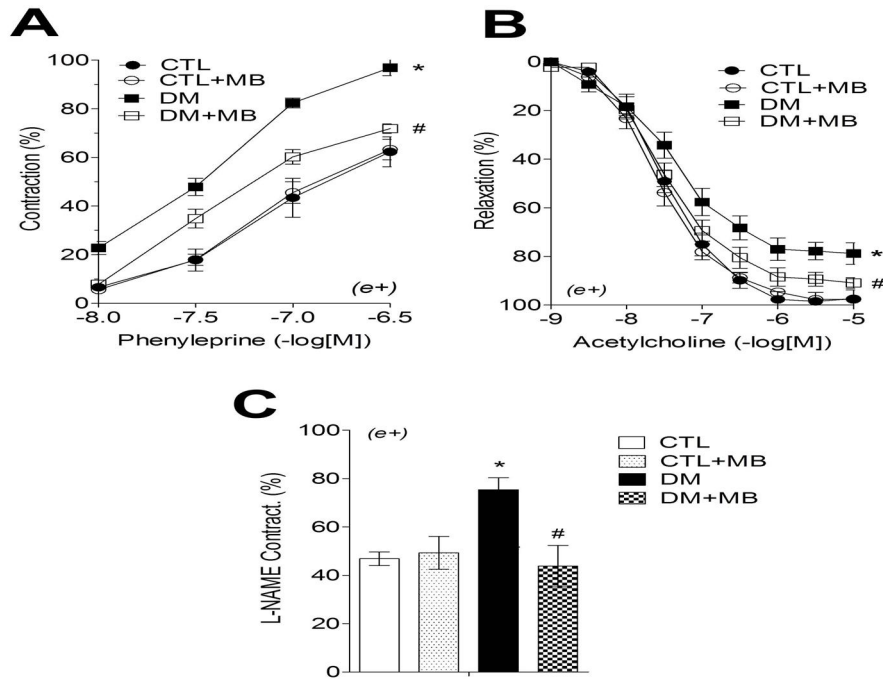 A
Contraction (%)
100
80
60
40
20
0
CTL
CTL+MB
DM
DM+MB
*
#
(e+)
-8.0 -7.5 -7.0 -6.5
Phenyleprine (-log[M])
B
Relaxation (%)
0
20
40
60
80
100
CTL
CTL+MB
DM
DM+MB
*
#
(e+)
-9 -8 -7 -6 -5
Acetylcholine (-log[M])
C
L-NAME Contract. (%)
100
80
60
40
20
0
(e+)
*
#
CTL
CTL+MB
DM
DM+MB